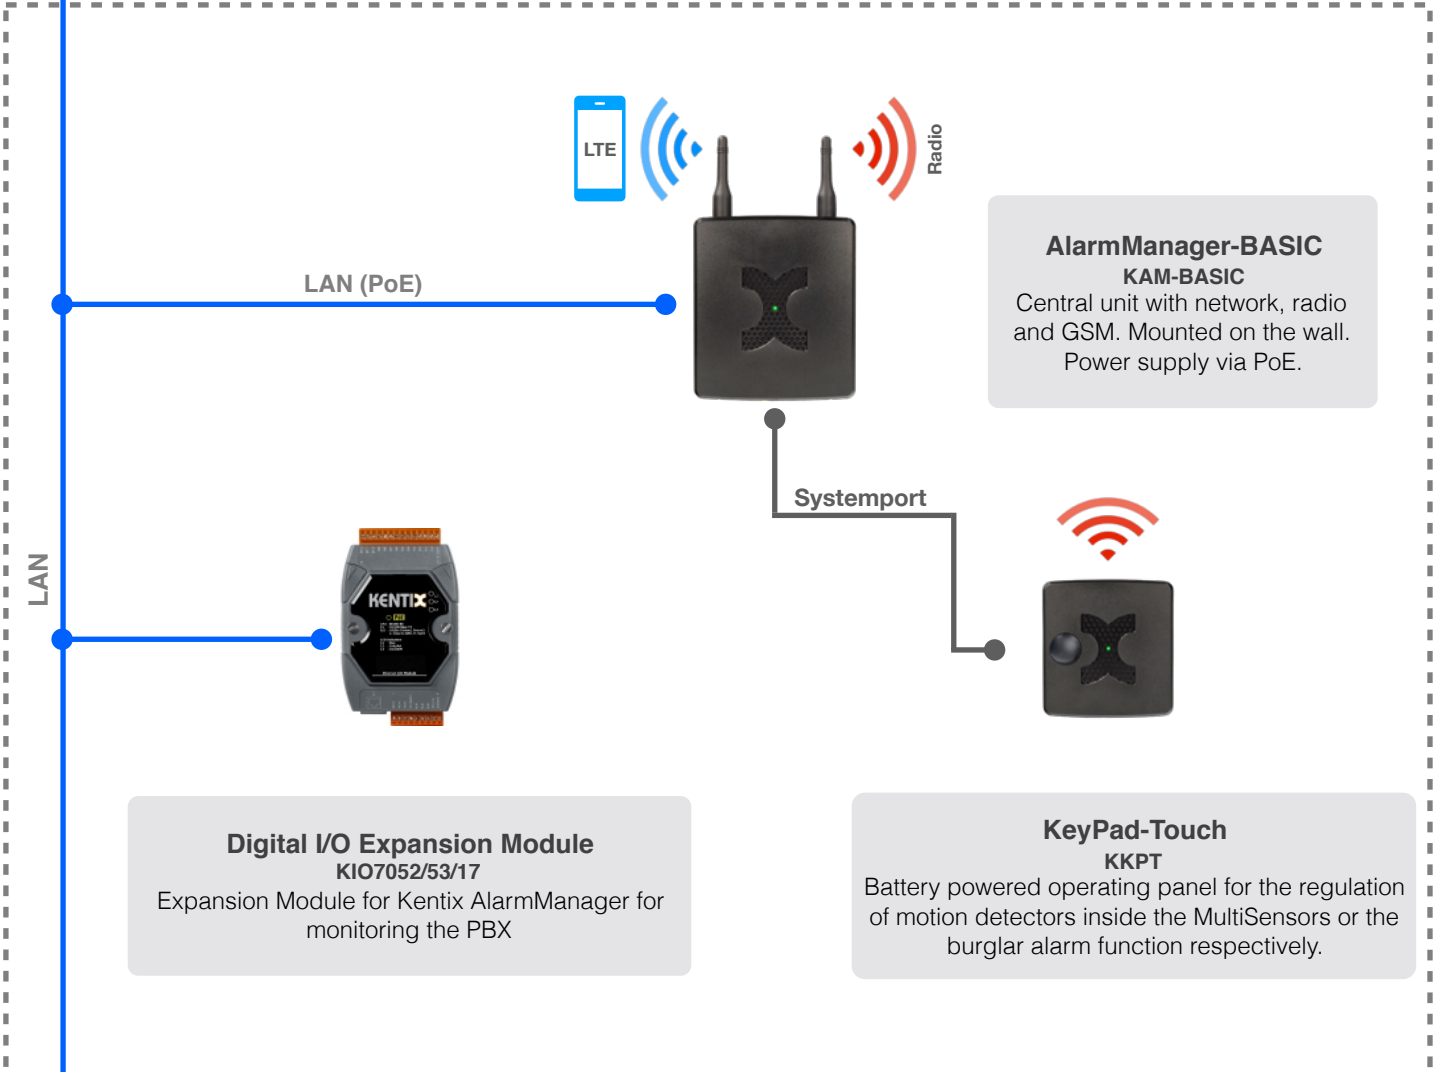 LTE
Radio
AlarmManager-BASIC
KAM-BASIC
Central unit with network, radio
and GSM. Mounted on the wall.
Power supply via PoE.
LAN (PoE)
Systemport
LAN
KENTIX
PoE
Digital I/O Expansion Module
KIO7052/53/17
Expansion Module for Kentix AlarmManager for
monitoring the PBX
KeyPad-Touch
KKPT
Battery powered operating panel for the regulation
of motion detectors inside the MultiSensors or the
burglar alarm function respectively.